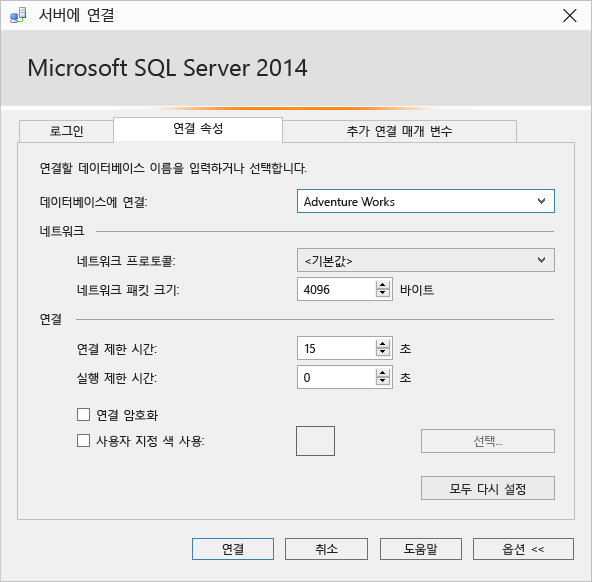 서버에 연결
Microsoft SQL Server 2014
로그인
연결 속성
추가 연결 매개 변수
연결할 데이터베이스 이름을 입력하거나 선택합니다.
데이터베이스에 연결: Adventure Works
네트워크
네트워크 프로토콜: <기본값>
네트워크 패킷 크기: 4096 바이트
연결
연결 제한 시간: 15 초
실행 제한 시간: 0 초
연결 암호화
사용자 지정 색 사용: 선택...
모두 다시 설정
연결 취소 도움말 옵션 <<